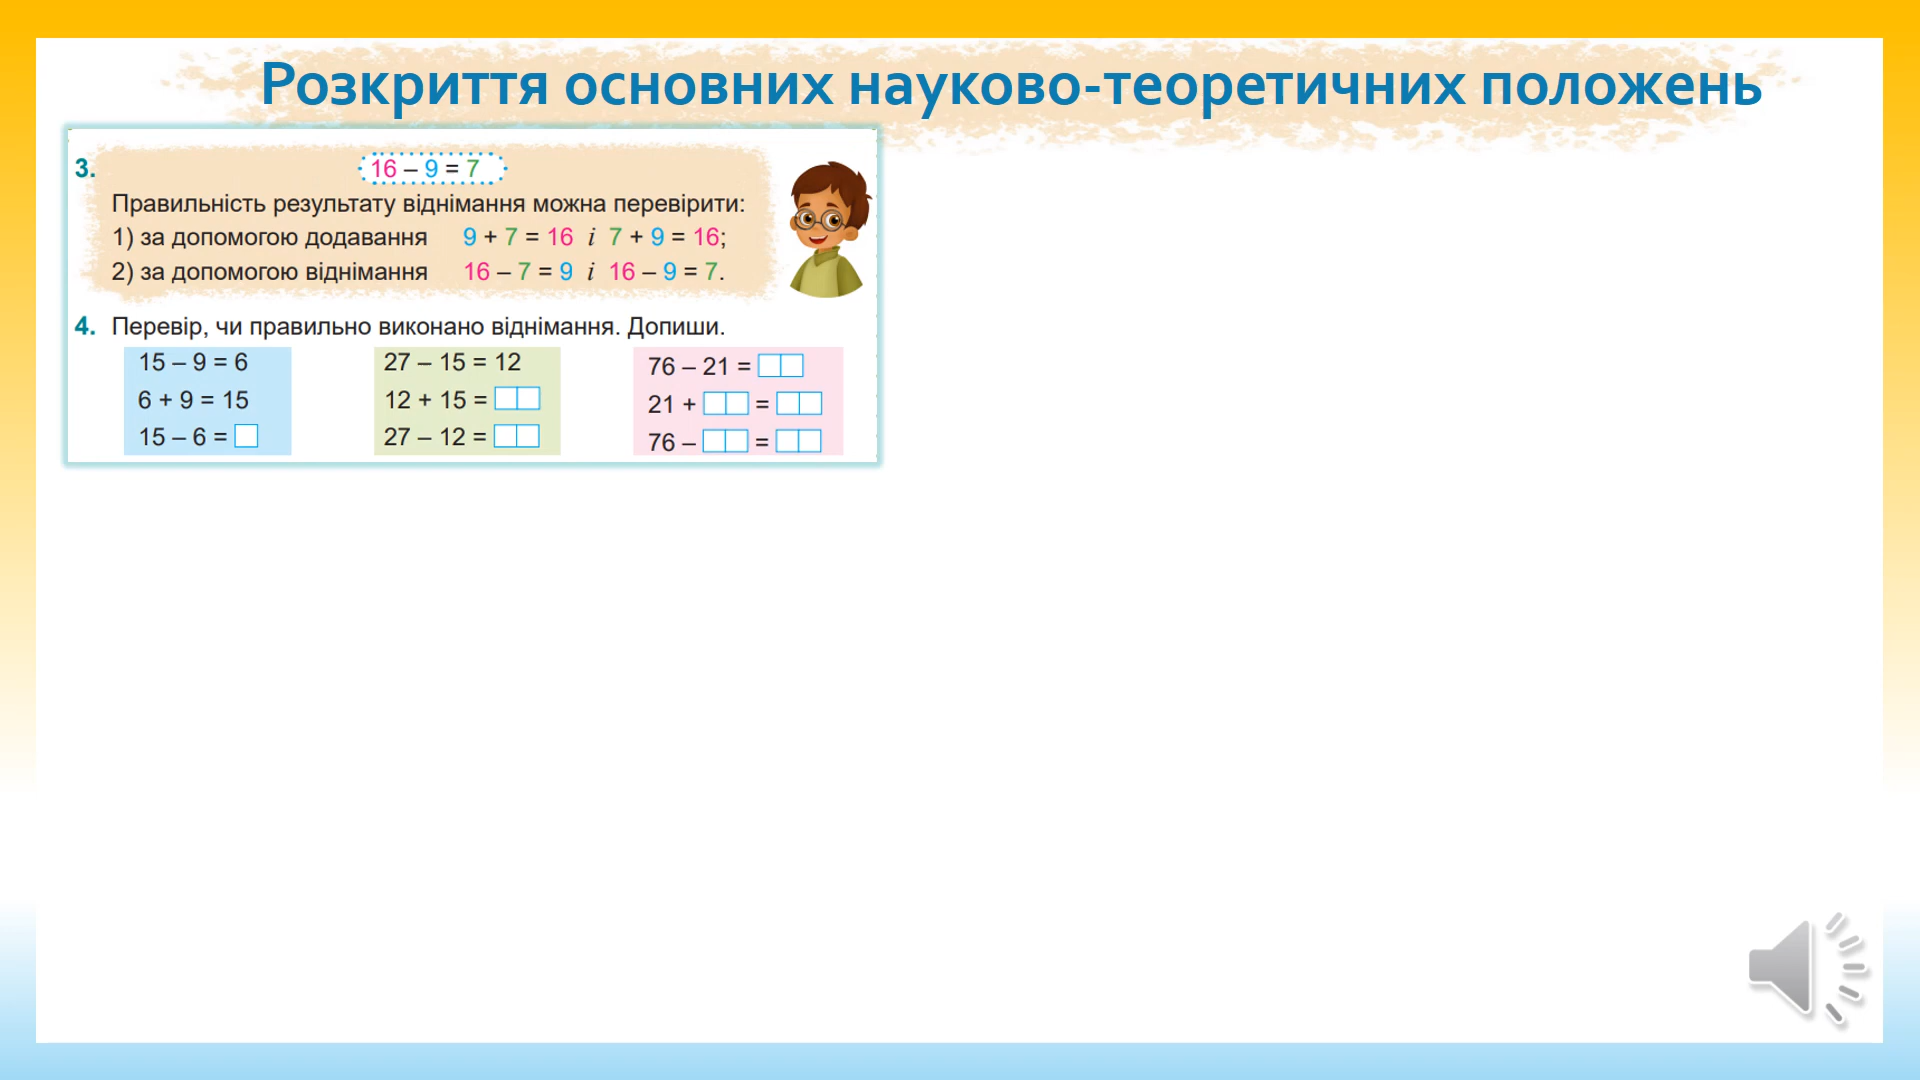 Розкриття основних науково-теоретичних положень
3. 16 – 9 = 7
Правильність результату віднімання можна перевірити:
1) за допомогою додавання 9 + 7 = 16 і 7 + 9 = 16;
2) за допомогою віднімання 16 – 7 = 9 і 16 – 9 = 7.
4. Перевір, чи правильно виконано віднімання. Допиши.
15 – 9 = 6
6 + 9 = 15
15 – 6 =
27 – 15 = 12
12 + 15 =
27 – 12 =
76 – 21 =
21 + =
76 – =